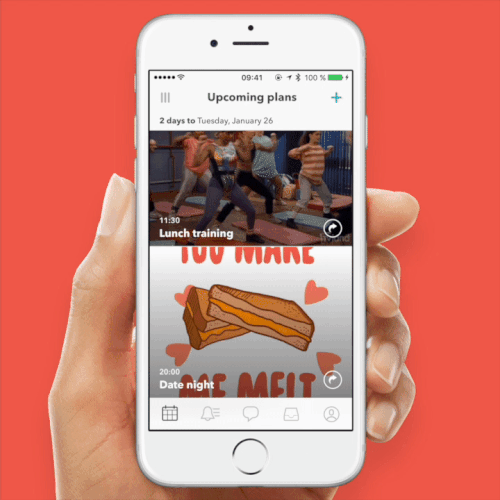 09:41
100 %
Upcoming plans
2 days to Tuesday, January 26
11:30
Lunch training
YOU MAKE
20:00
Date night
ME MELT